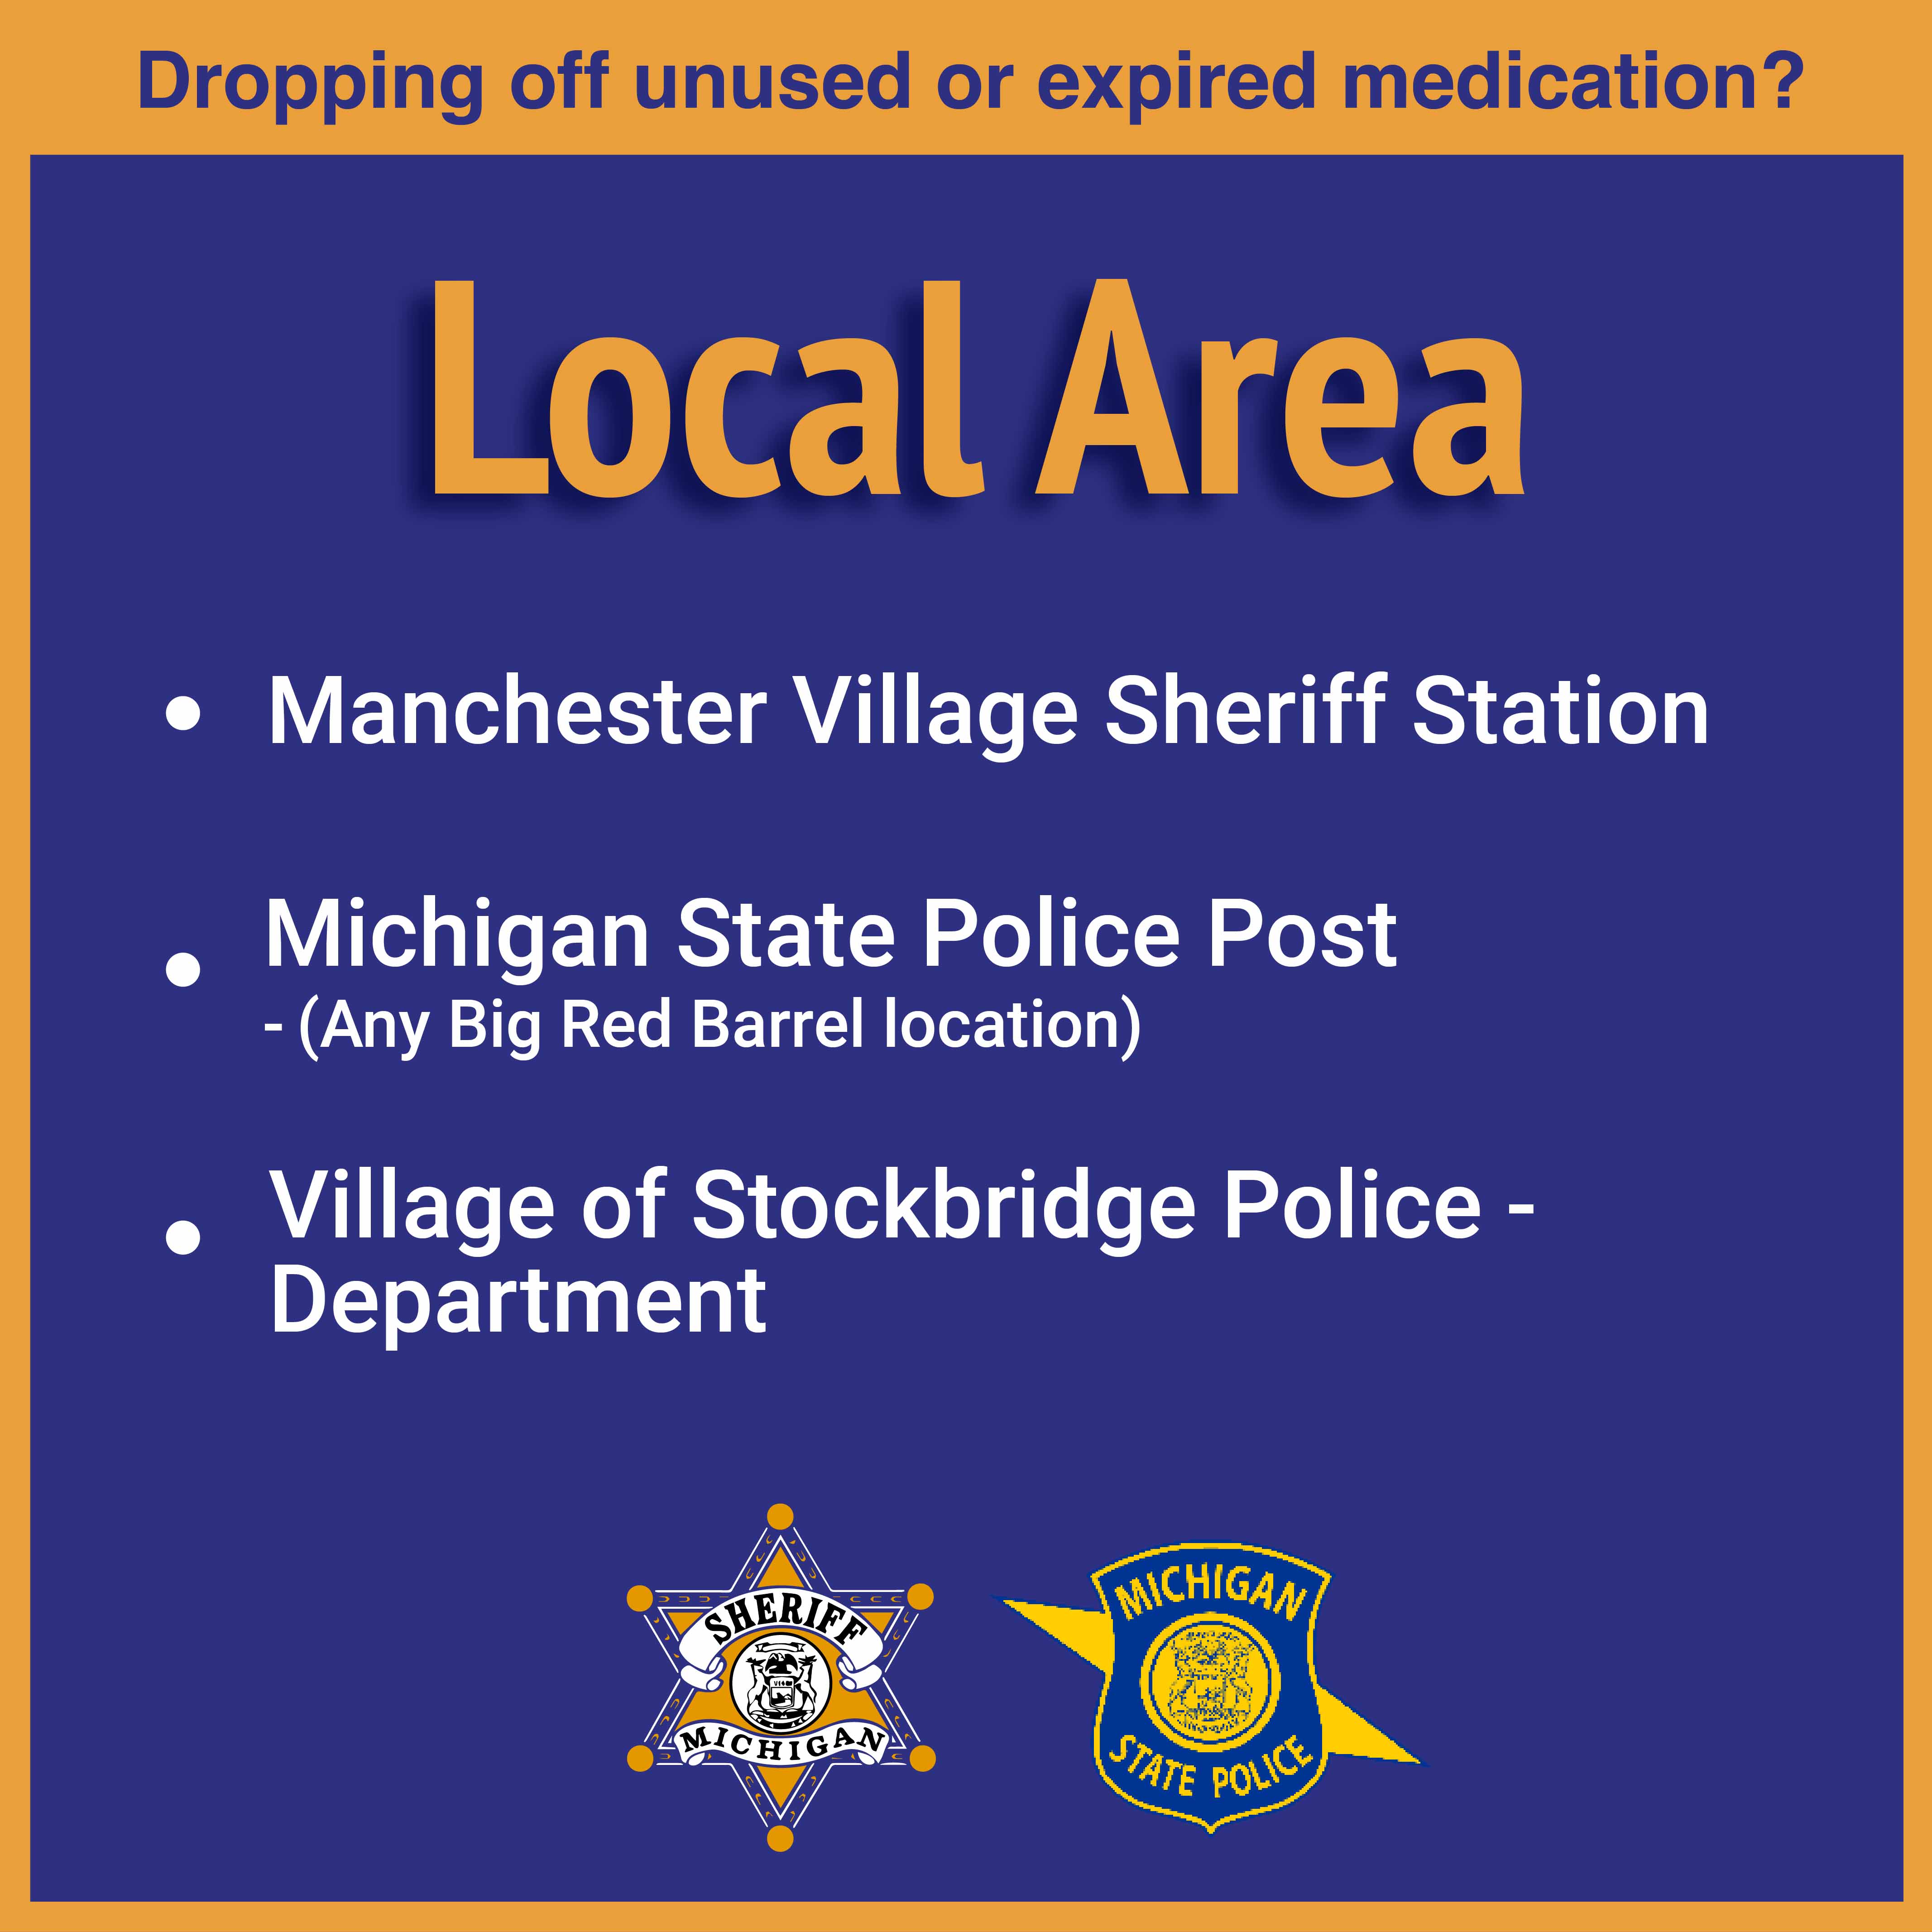 Dropping off unused or expired medication?
Local Area
• Manchester Village Sheriff Station
• Michigan State Police Post
- (Any Big Red Barrel location)
• Village of Stockbridge Police -
Department
SHERIFF
MICHIGAN
MICHIGAN
STATE POLICE